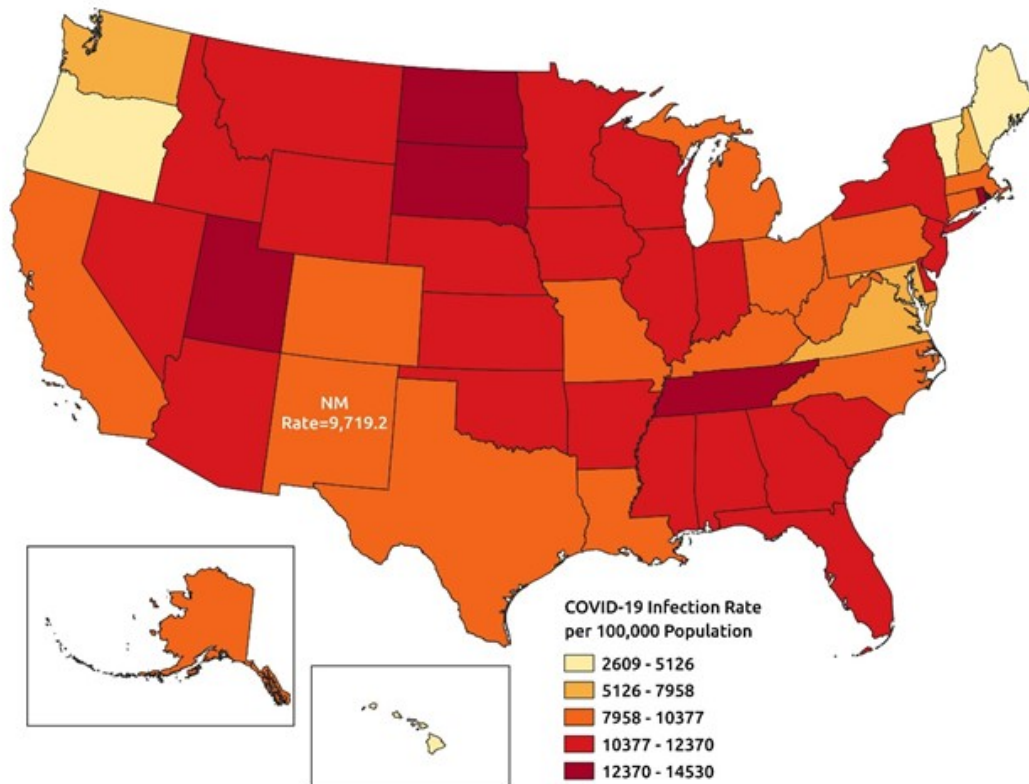 NM
Rate=9,719.2
COVID-19 Infection Rate
per 100,000 Population
2609 - 5126
5126 - 7958
7958 - 10377
10377 - 12370
12370 - 14530